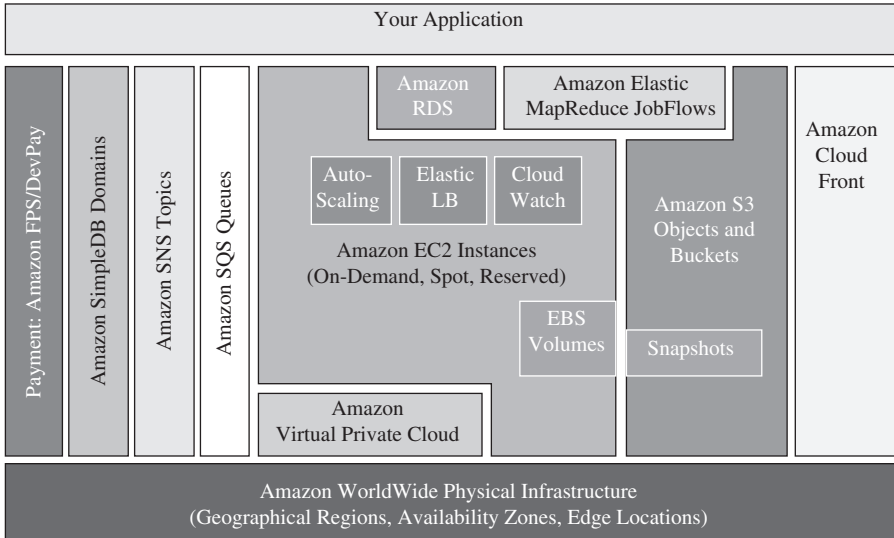 Your Application
Payment: Amazon FPS/DevPay
Amazon SimpleDB Domains
Amazon SNS Topics
Amazon SQS Queues
Amazon
RDS
Amazon Elastic
MapReduce JobFlows
Auto-
Scaling
Elastic
LB
Cloud
Watch
Amazon EC2 Instances
(On-Demand, Spot, Reserved)
EBS
Volumes
Amazon
Virtual Private Cloud
Amazon S3
Objects and
Buckets
Snapshots
Amazon
Cloud
Front
Amazon WorldWide Physical Infrastructure
(Geographical Regions, Availability Zones, Edge Locations)